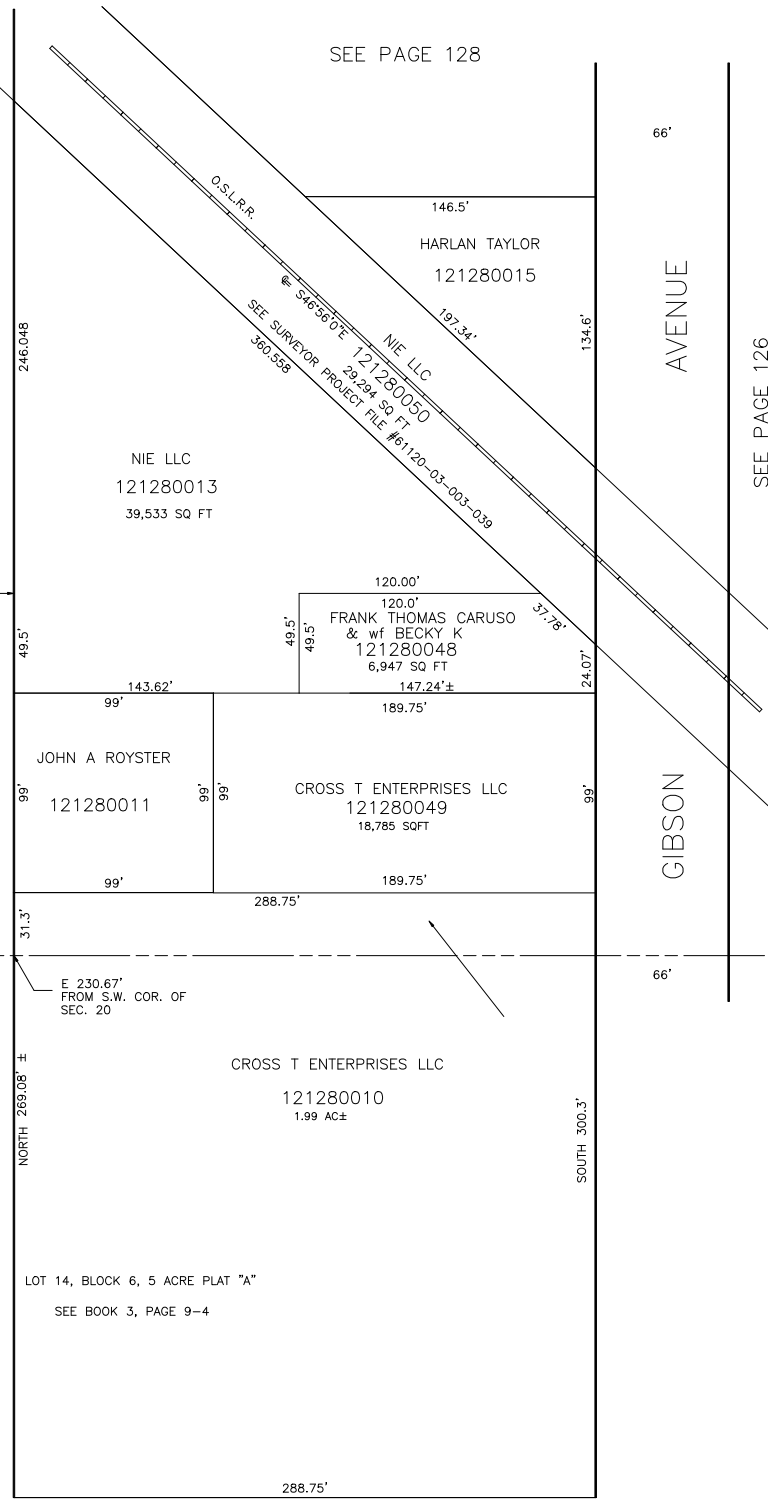 SEE PAGE 128
66'
O.S.L.R.R.
146.5'
HARLAN TAYLOR
121280015
197.34'
134.6'
AVENUE
SEE PAGE 126
℄ S46°56'0"E
NIE LLC
121280050
29,294 SQ FT
SEE SURVEYOR PROJECT FILE #61120-03-003-039
360.558
246.048
NIE LLC
121280013
39,533 SQ FT
120.00'
120.0'
49.5'
49.5'
49.5'
FRANK THOMAS CARUSO
& wf BECKY K
121280048
6,947 SQ FT
37.78'
24.07'
143.62'
147.24'±
99'
189.75'
JOHN A ROYSTER
121280011
99'
99'
99'
CROSS T ENTERPRISES LLC
121280049
18,785 SQFT
99'
GIBSON
99'
189.75'
288.75'
31.3'
66'
E 230.67'
FROM S.W. COR. OF
SEC. 20
NORTH 269.08' ±
CROSS T ENTERPRISES LLC
121280010
1.99 AC±
SOUTH 300.3'
LOT 14, BLOCK 6, 5 ACRE PLAT "A"
SEE BOOK 3, PAGE 9-4
288.75'